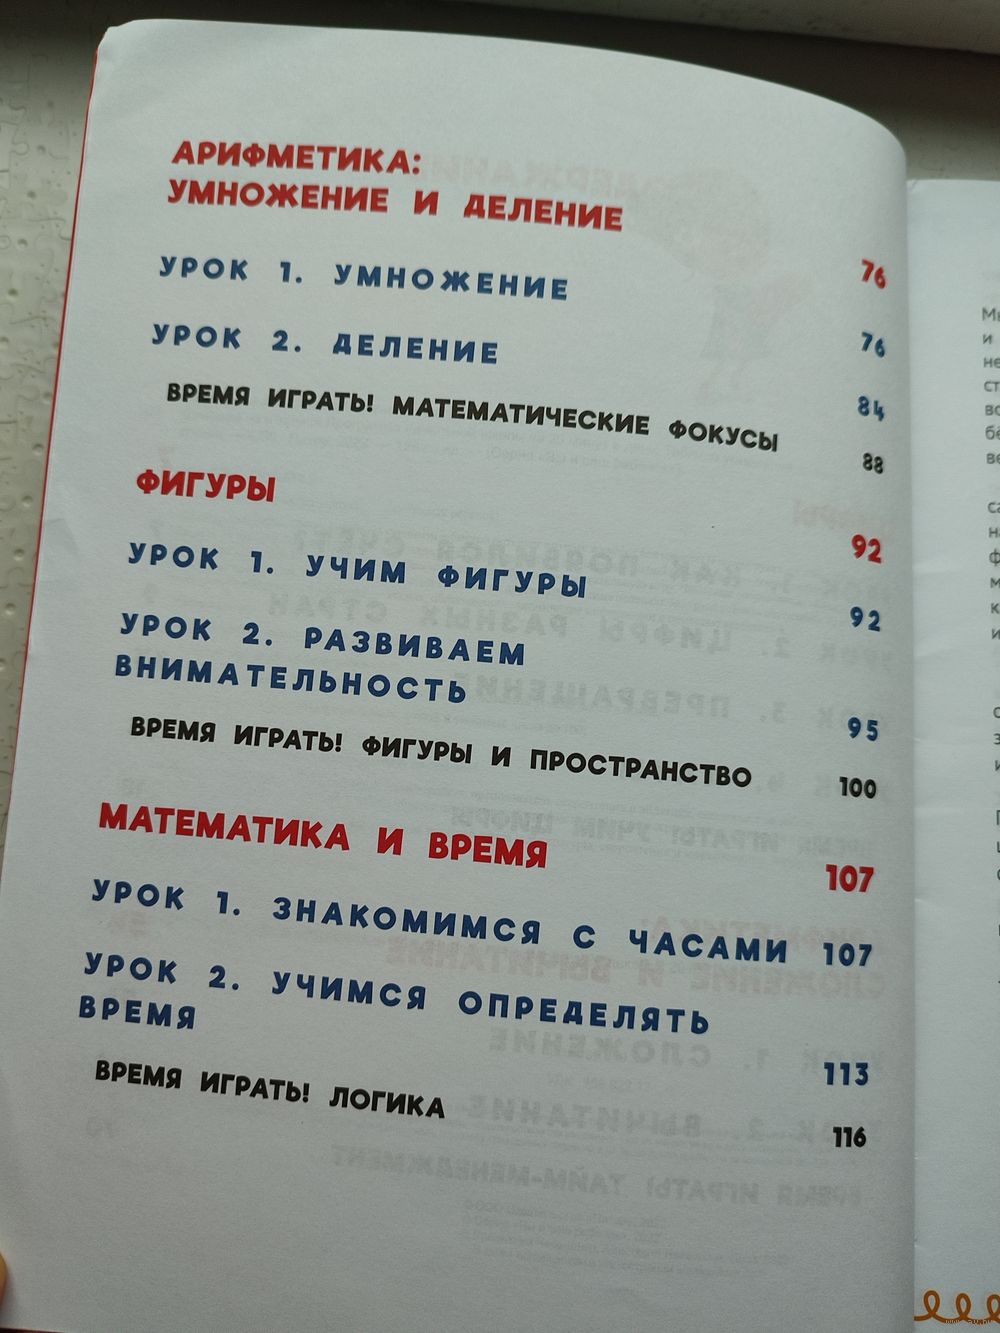 АРИФМЕТИКА:
УМНОЖЕНИЕ И ДЕЛЕНИЕ 76
УРОК 1. УМНОЖЕНИЕ 76
УРОК 2. ДЕЛЕНИЕ 84
ВРЕМЯ ИГРАТЬ! МАТЕМАТИЧЕСКИЕ ФОКУСЫ 88
ФИГУРЫ 92
УРОК 1. УЧИМ ФИГУРЫ 92
УРОК 2. РАЗВИВАЕМ
ВНИМАТЕЛЬНОСТЬ 95
ВРЕМЯ ИГРАТЬ! ФИГУРЫ И ПРОСТРАНСТВО 100
МАТЕМАТИКА И ВРЕМЯ 107
УРОК 1. ЗНАКОМИМСЯ С ЧАСАМИ 107
УРОК 2. УЧИМСЯ ОПРЕДЕЛЯТЬ
ВРЕМЯ 113
ВРЕМЯ ИГРАТЬ! ЛОГИКА 116